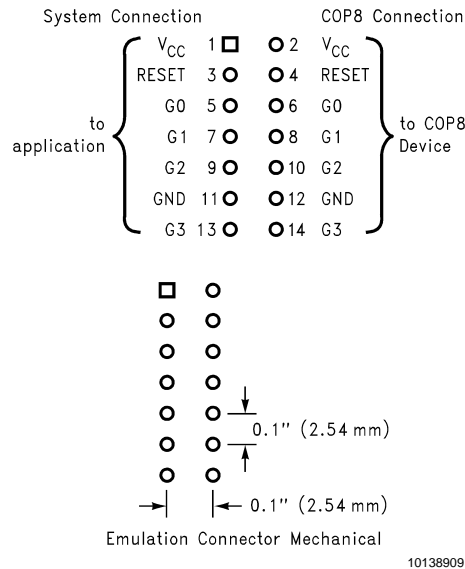 System Connection COP8 Connection
VCC 1 2 VCC
RESET 3 4 RESET
G0 5 6 G0
to application
G1 7 8 G1
to COP8 Device
G2 9 10 G2
GND 11 12 GND
G3 13 14 G3
0.1" (2.54 mm)
0.1" (2.54 mm)
Emulation Connector Mechanical
10138909